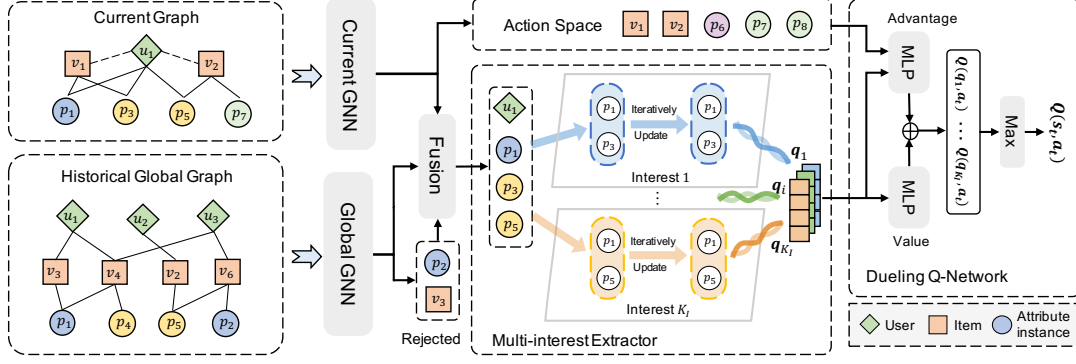 Current Graph
u1
v1
v2
p1
p3
p5
p7
Historical Global Graph
u1
u2
u3
v3
v4
v2
v6
p1
p4
p5
p2
Current GNN
Global GNN
Fusion
p2
v3
Rejected
Action Space
v1
v2
p6
p7
p8
u1
p1
p3
p5
p1
p3
Iteratively
Update
p1
p3
Interest 1
⋮
p1
p5
Iteratively
Update
p1
p5
Interest KI
q1
qi
qKI
Multi-interest Extractor
Advantage
MLP
MLP
Value
Q(q1,at) ⋯ Q(qKI,at)
Max
Q(st,at)
Dueling Q-Network
User
Item
Attribute
instance